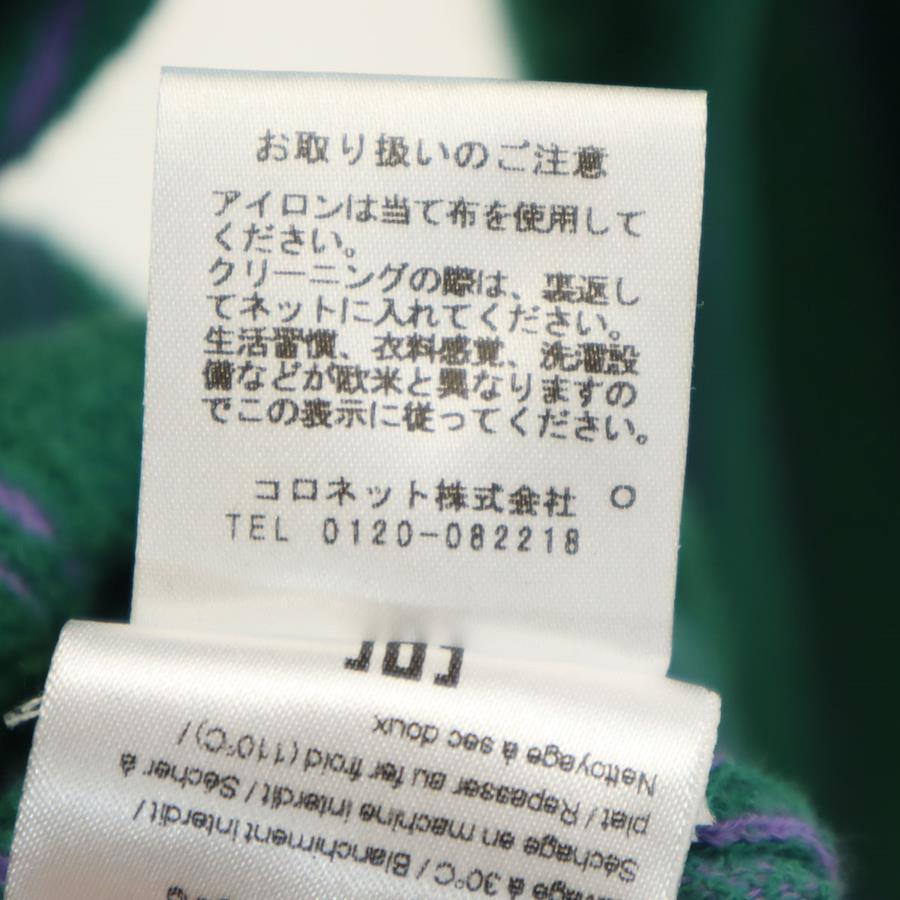 お取り扱いのご注意
アイロンは当て布を使用して
ください。
クリーニングの際は、裏返し
てネットに入れてください。
生活習慣、衣料感覚、洗濯設
備などが欧米と異なりますの
でこの表示に従ってください。
コロネット株式会社 〇
TEL 0120-082218
Nettoyage à sec doux
plat / Repasser au fer froid (110°C) /
Séchage en machine interdit / Sécher à
à 30°C / Blanchiment interdit /